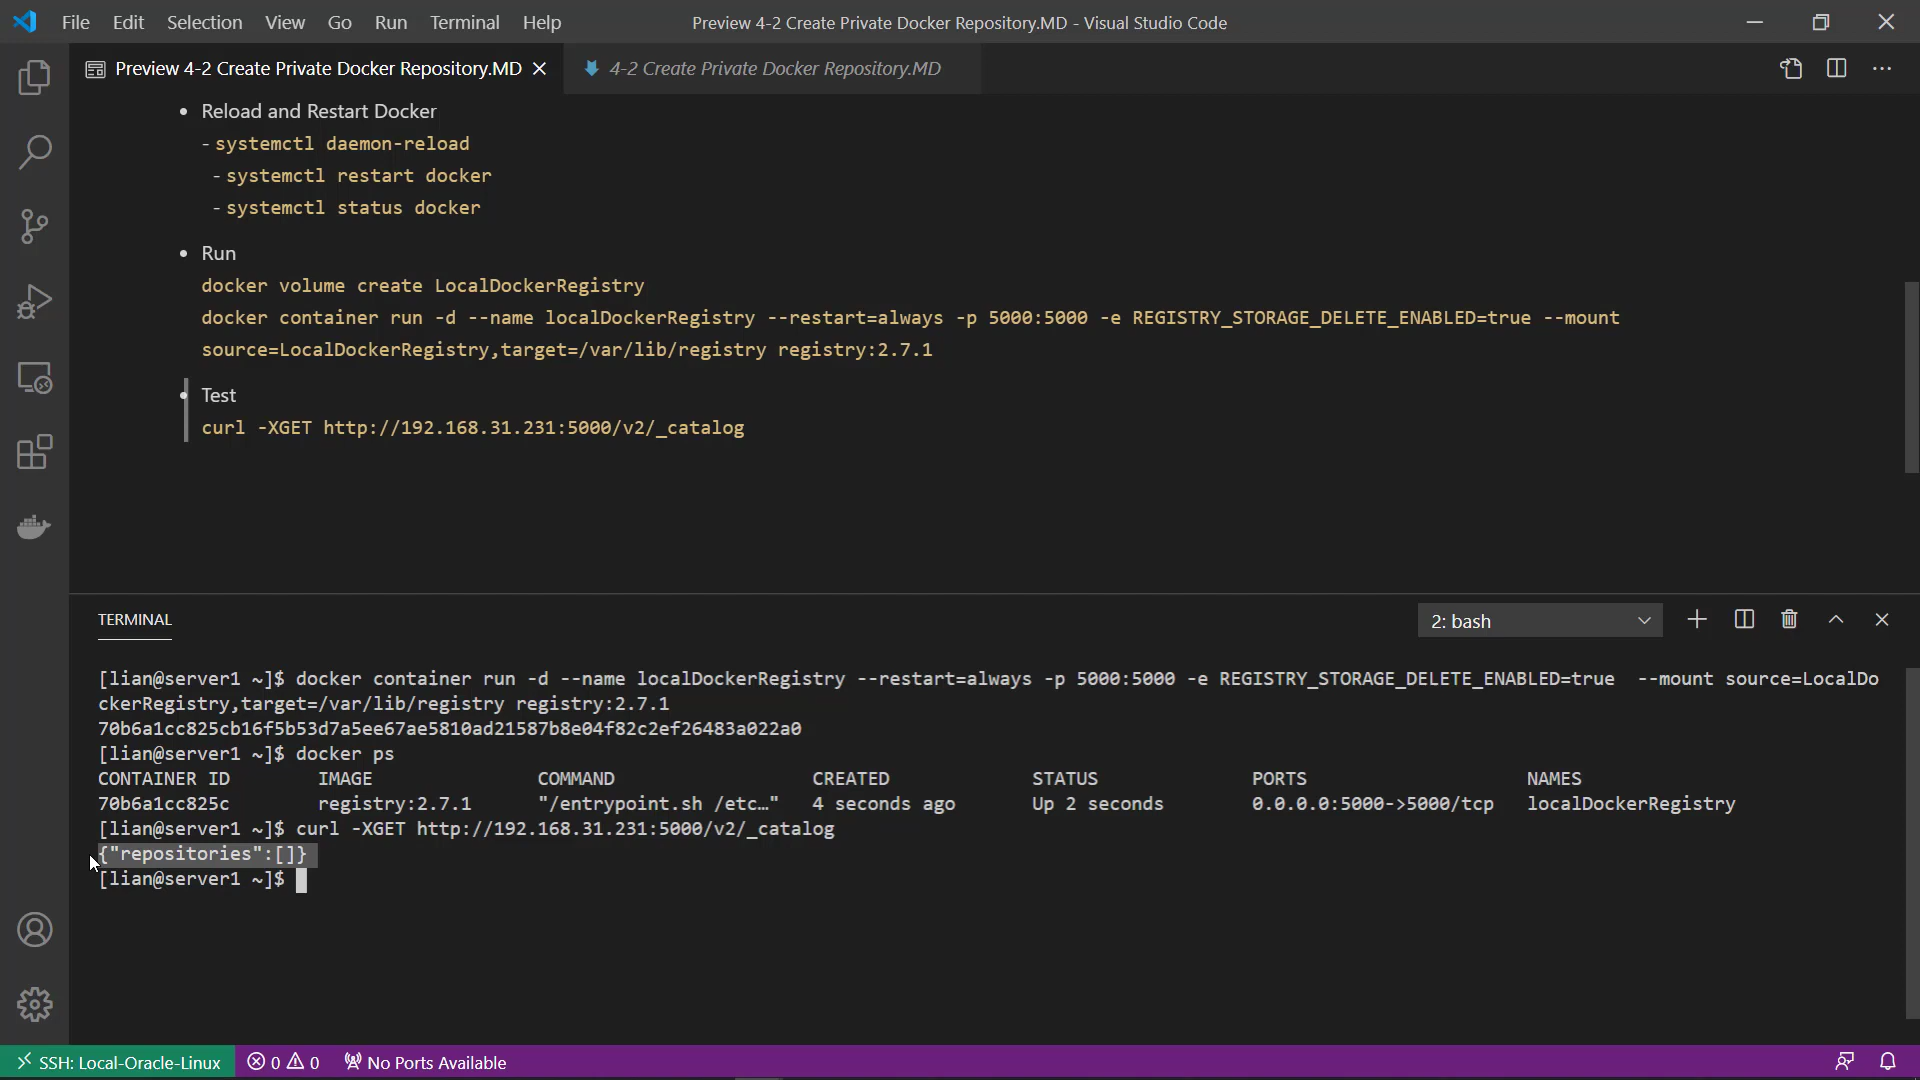 File Edit Selection View Go Run Terminal Help
Preview 4-2 Create Private Docker Repository.MD - Visual Studio Code
Preview 4-2 Create Private Docker Repository.MD
4-2 Create Private Docker Repository.MD
• Reload and Restart Docker
- systemctl daemon-reload
- systemctl restart docker
- systemctl status docker
• Run
docker volume create LocalDockerRegistry
docker container run -d --name localDockerRegistry --restart=always -p 5000:5000 -e REGISTRY_STORAGE_DELETE_ENABLED=true --mount
source=LocalDockerRegistry,target=/var/lib/registry registry:2.7.1
• Test
curl -XGET http://192.168.31.231:5000/v2/_catalog
TERMINAL
2: bash
[lian@server1 ~]$ docker container run -d --name localDockerRegistry --restart=always -p 5000:5000 -e REGISTRY_STORAGE_DELETE_ENABLED=true  --mount source=LocalDo
ckerRegistry,target=/var/lib/registry registry:2.7.1
70b6a1cc825cb16f5b53d7a5ee67ae5810ad21587b8e04f82c2ef26483a022a0
[lian@server1 ~]$ docker ps
CONTAINER ID IMAGE COMMAND CREATED STATUS PORTS NAMES
70b6a1cc825c registry:2.7.1 "/entrypoint.sh /etc…" 4 seconds ago Up 2 seconds 0.0.0.0:5000->5000/tcp localDockerRegistry
[lian@server1 ~]$ curl -XGET http://192.168.31.231:5000/v2/_catalog
{"repositories":[]}
[lian@server1 ~]$
SSH: Local-Oracle-Linux 0 0 No Ports Available